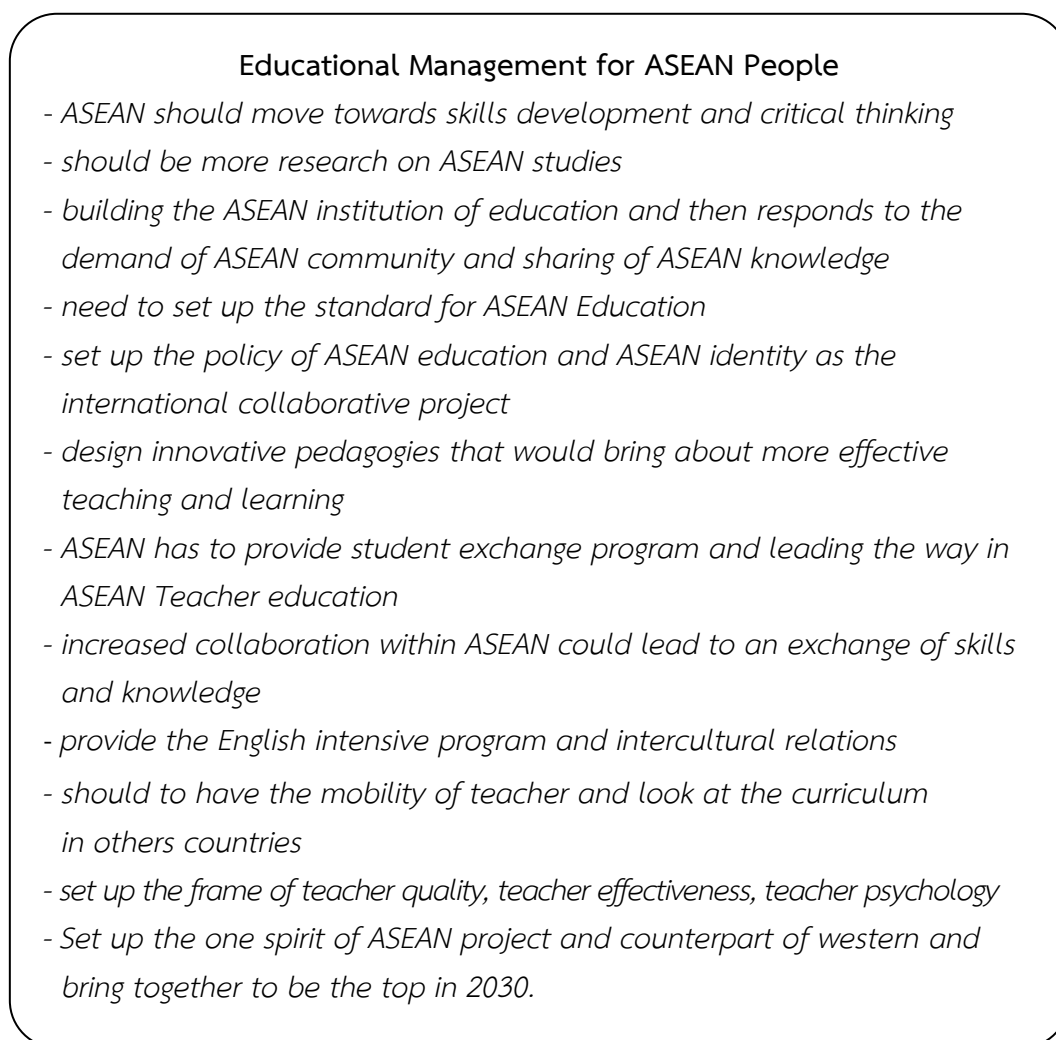 Educational Management for ASEAN People
- ASEAN should move towards skills development and critical thinking
- should be more research on ASEAN studies
- building the ASEAN institution of education and then responds to the
demand of ASEAN community and sharing of ASEAN knowledge
- need to set up the standard for ASEAN Education
- set up the policy of ASEAN education and ASEAN identity as the
international collaborative project
- design innovative pedagogies that would bring about more effective
teaching and learning
- ASEAN has to provide student exchange program and leading the way in
ASEAN Teacher education
- increased collaboration within ASEAN could lead to an exchange of skills
and knowledge
- provide the English intensive program and intercultural relations
- should to have the mobility of teacher and look at the curriculum
in others countries
- set up the frame of teacher quality, teacher effectiveness, teacher psychology
- Set up the one spirit of ASEAN project and counterpart of western and
bring together to be the top in 2030.